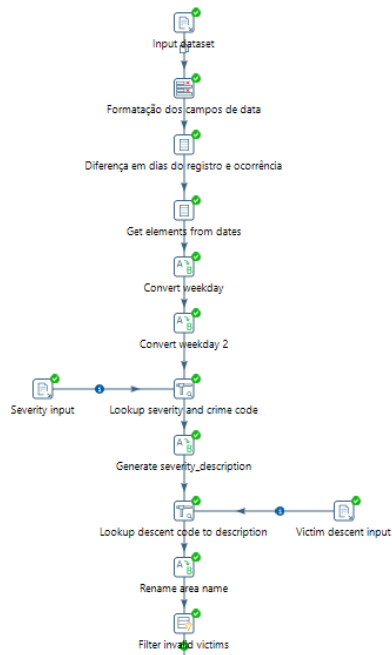 Input dataset
Formatação dos campos de data
Diferença em dias do registro e ocorrência
Get elements from dates
Convert weekday
Convert weekday 2
Severity input
Lookup severity and crime code
Generate severity_description
Lookup descent code to description
Victim descent input
Rename area name
Filter invalid victims